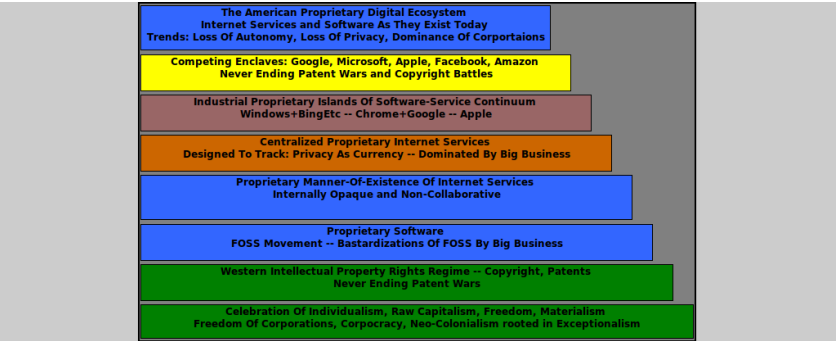 The American Proprietary Digital Ecosystem
Internet Services and Software As They Exist Today
Trends: Loss Of Autonomy, Loss Of Privacy, Dominance Of Corportaions
Competing Enclaves: Google, Microsoft, Apple, Facebook, Amazon
Never Ending Patent Wars and Copyright Battles
Industrial Proprietary Islands Of Software-Service Continuum
Windows+BingEtc -- Chrome+Google -- Apple
Centralized Proprietary Internet Services
Designed To Track: Privacy As Currency -- Dominated By Big Business
Proprietary Manner-Of-Existence Of Internet Services
Internally Opaque and Non-Collaborative
Proprietary Software
FOSS Movement -- Bastardizations Of FOSS By Big Business
Western Intellectual Property Rights Regime -- Copyright, Patents
Never Ending Patent Wars
Celebration Of Individualism, Raw Capitalism, Freedom, Materialism
Freedom Of Corporations, Corpocracy, Neo-Colonialism rooted in Exceptionalism